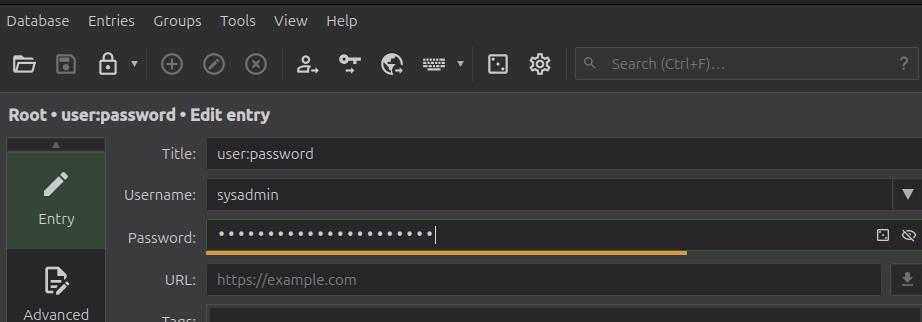 Database Entries Groups Tools View Help
Search (Ctrl+F)... ?
Root • user:password • Edit entry
Title: user:password
Username: sysadmin
Entry
Password: ••••••••••••••••••••••
URL: https://example.com
Advanced
Tags: